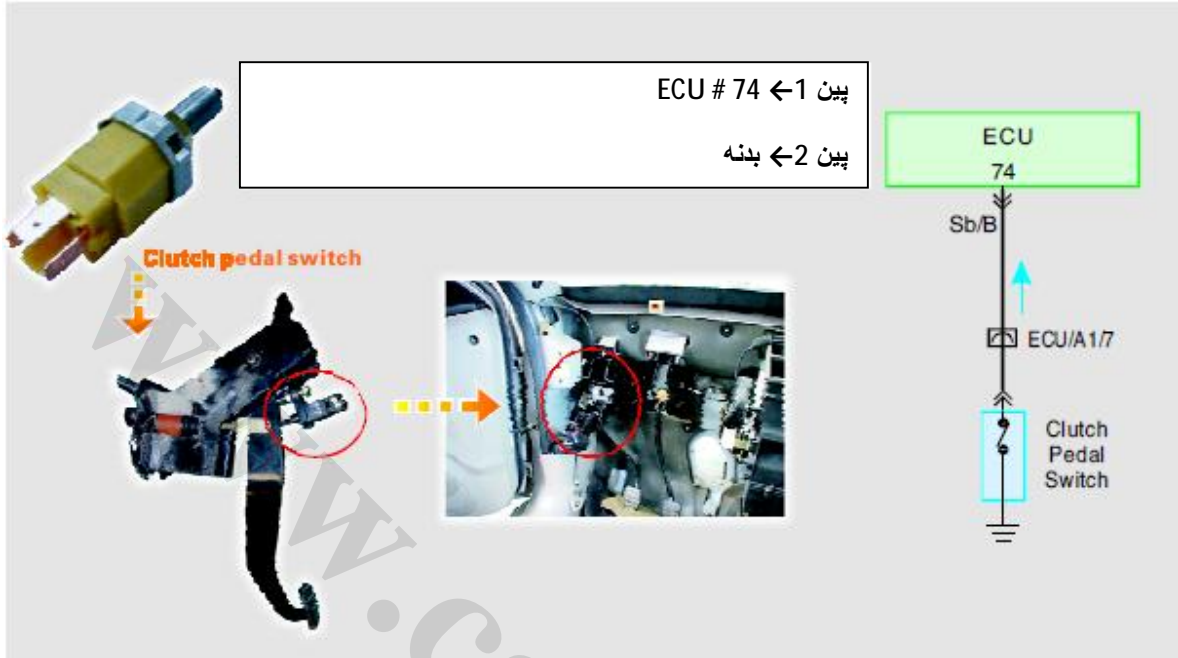 پین 1← ECU # 74
پین 2← بدنه
Clutch pedal switch
ECU
74
Sb/B
ECU/A1/7
Clutch
Pedal
Switch